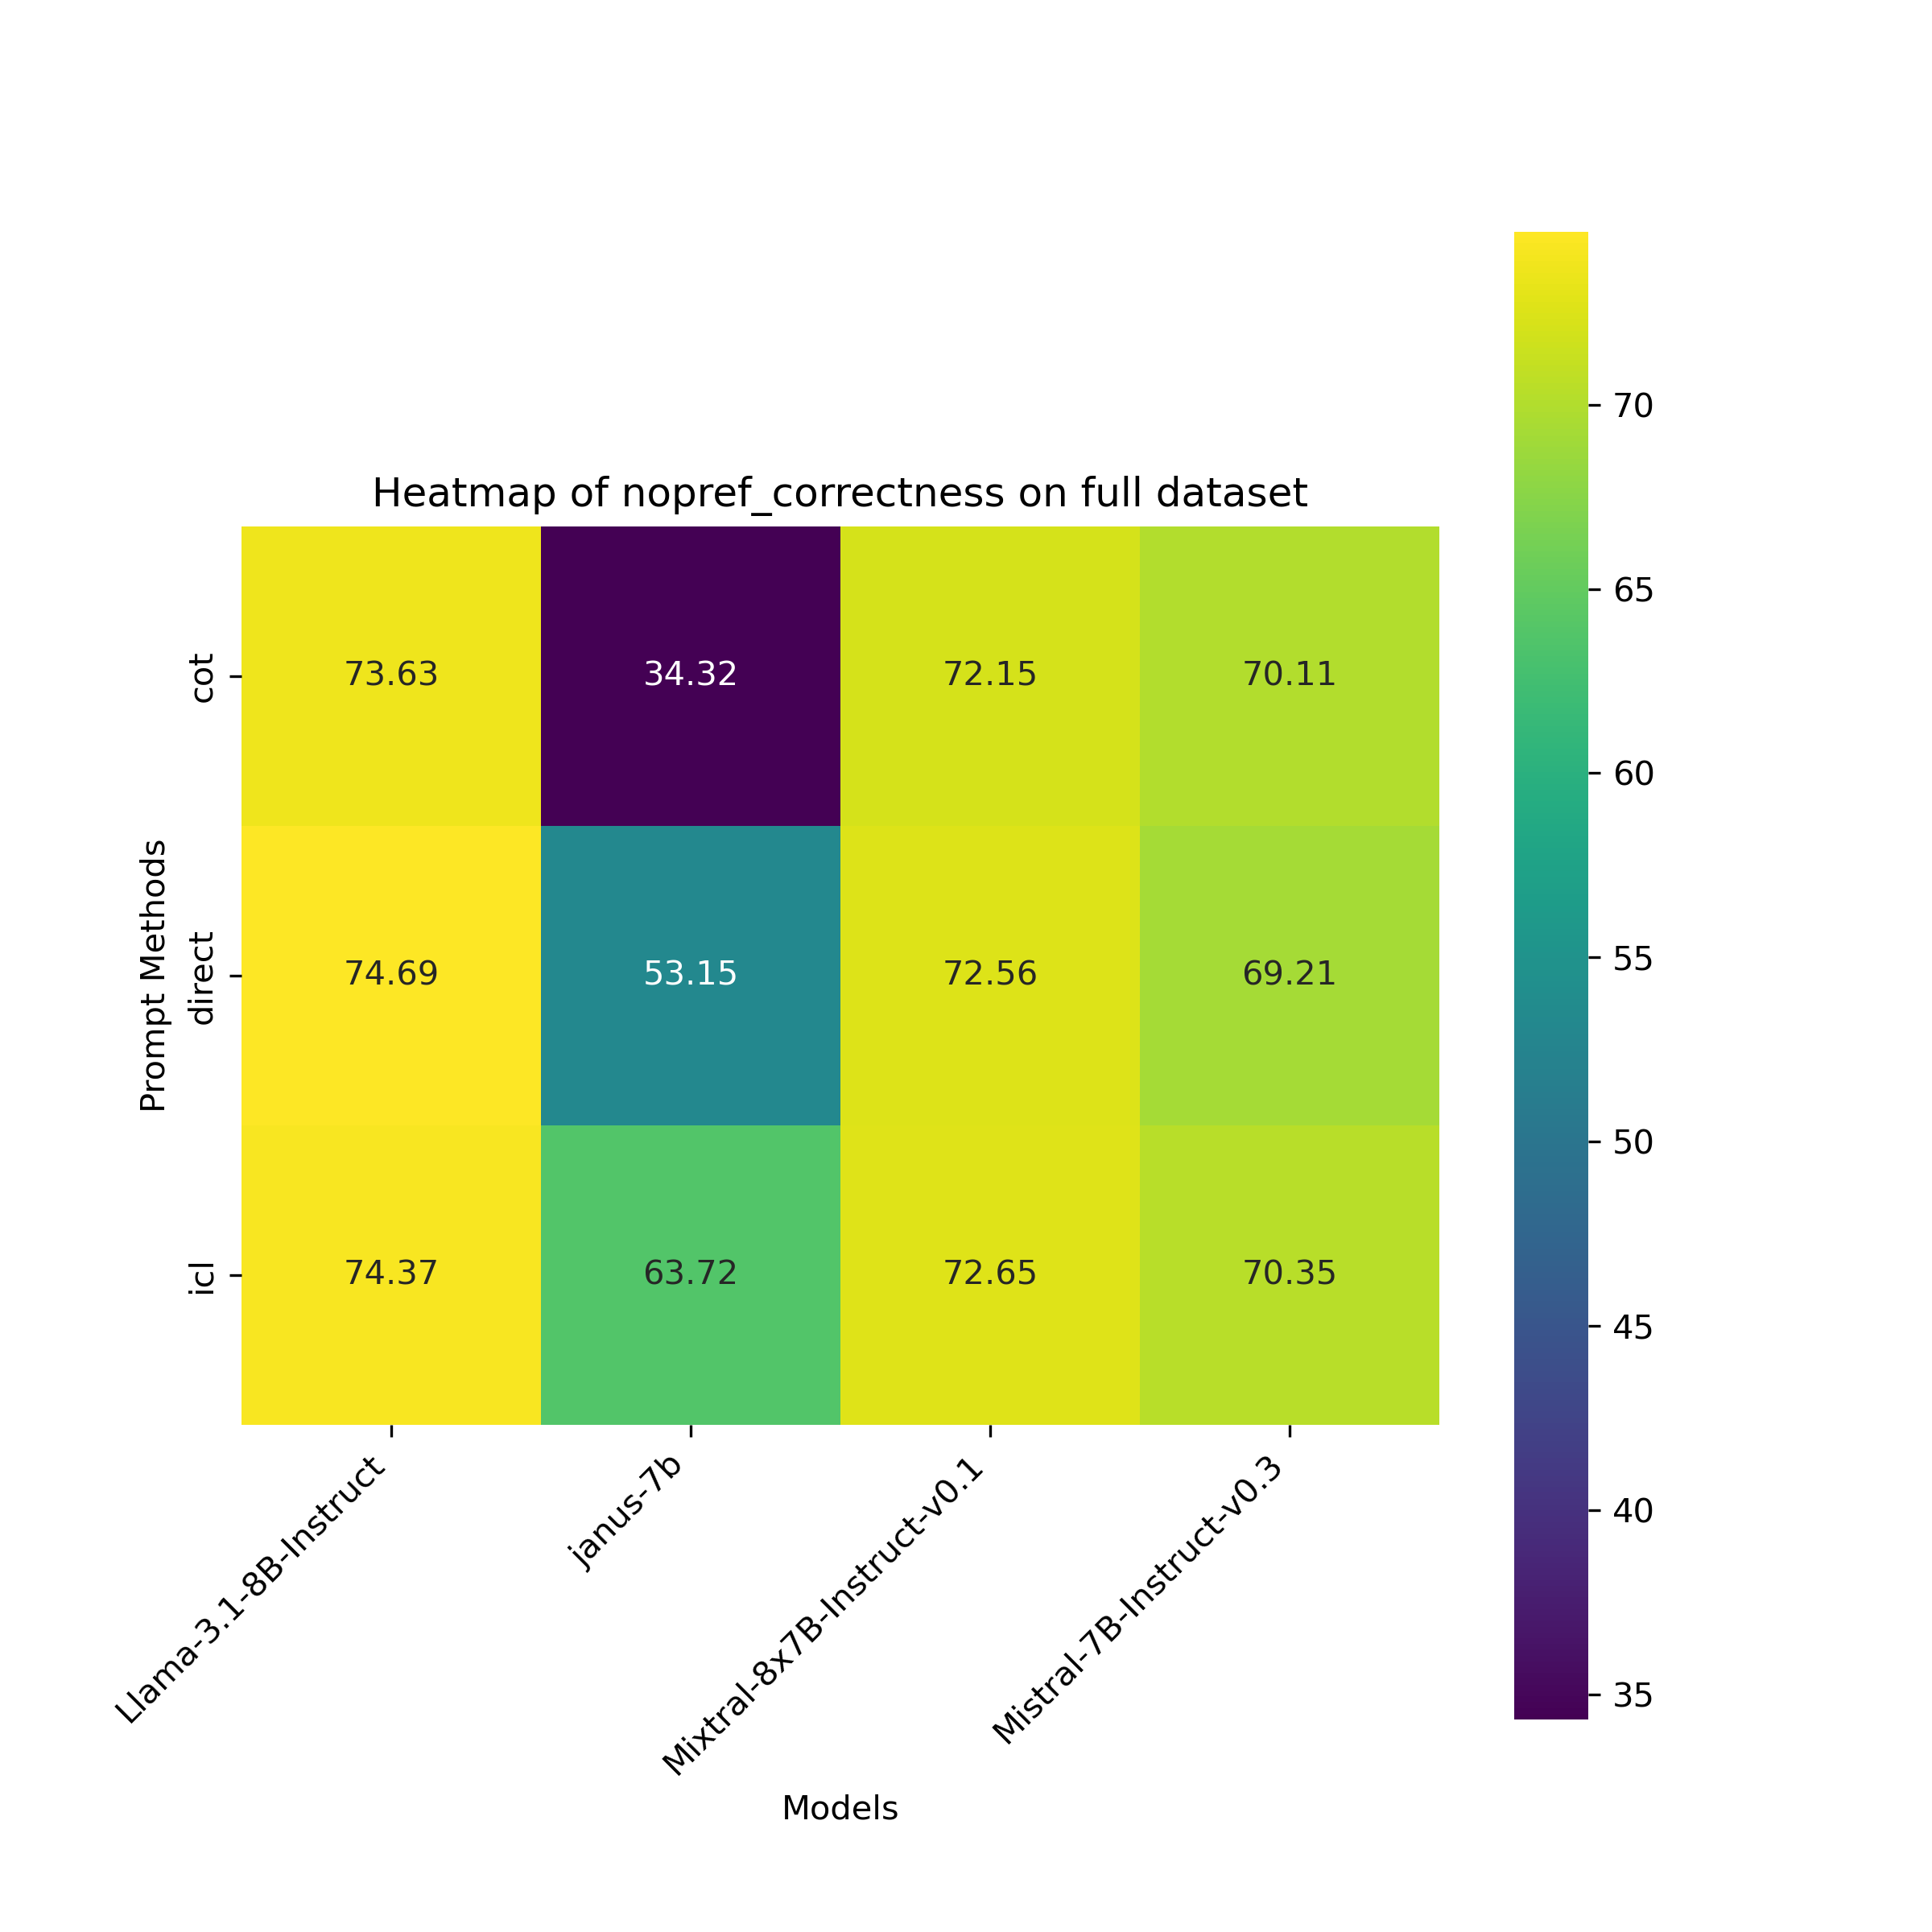 Heatmap of nopref_correctness on full dataset
Prompt Methods
cot
73.63 34.32 72.15 70.11
direct
74.69 53.15 72.56 69.21
icl
74.37 63.72 72.65 70.35
Llama-3.1-8B-Instruct
janus-7b
Mixtral-8x7B-Instruct-v0.1
Mistral-7B-Instruct-v0.3
Models
70
65
60
55
50
45
40
35